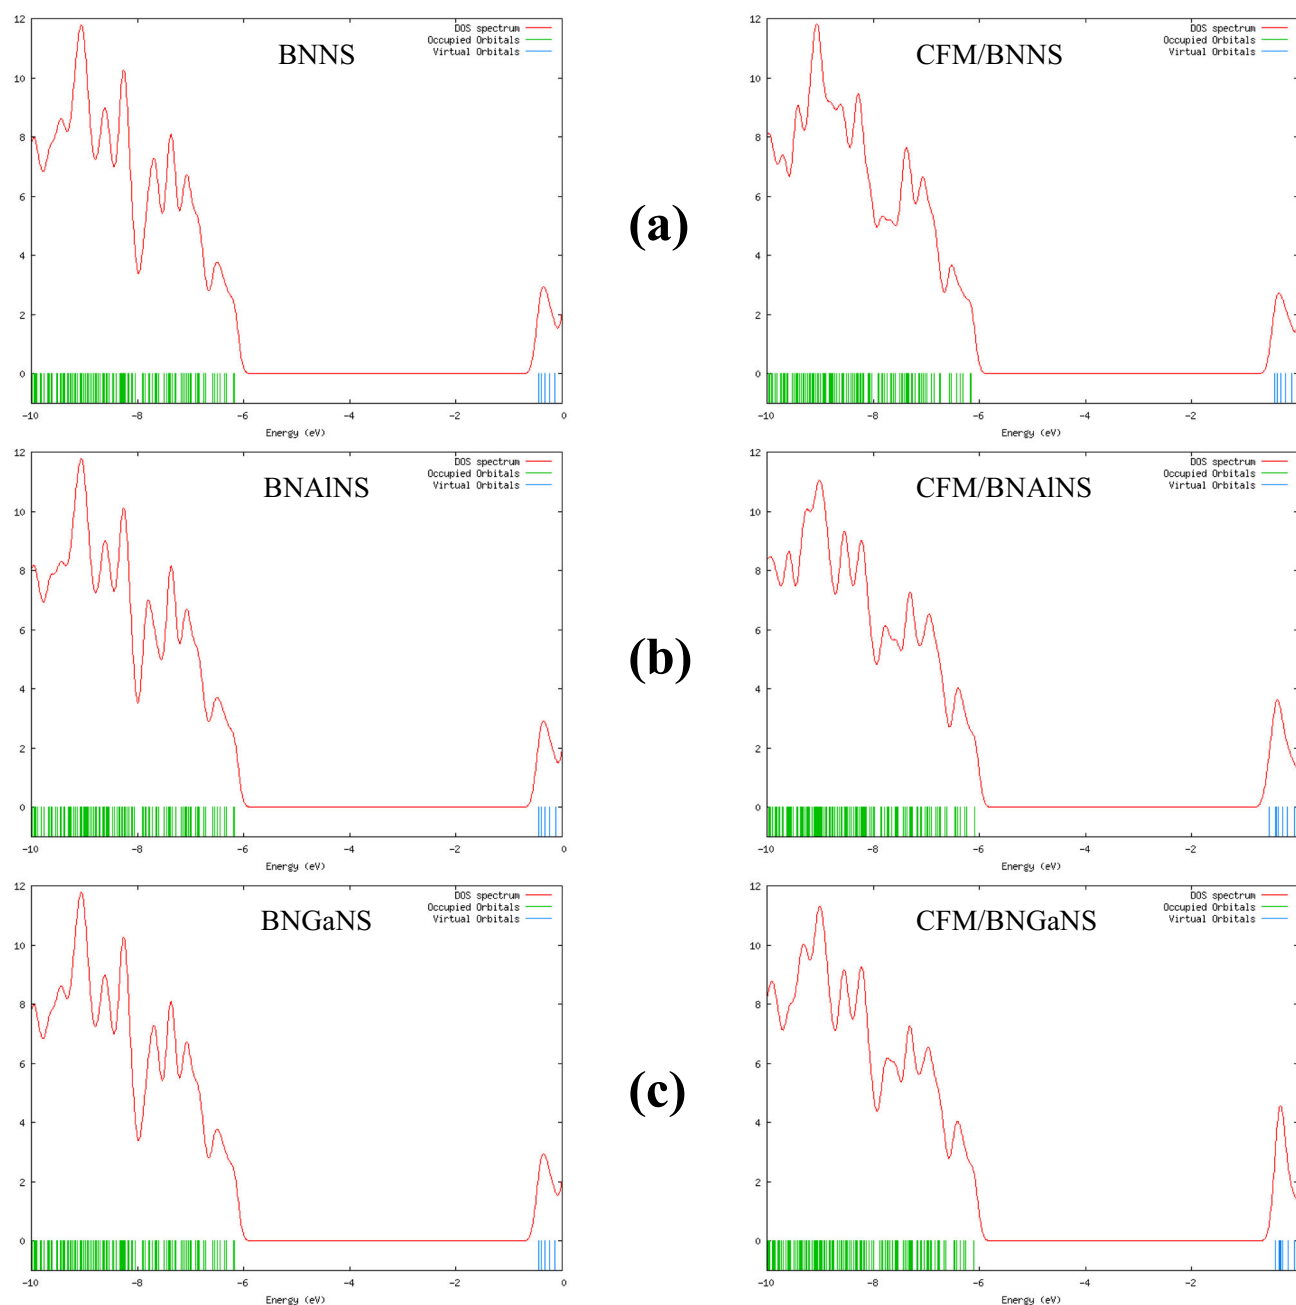 12
10
8
6
4
2
0
-10
-8
-6
-4
-2
0
Energy (eV)
DOS spectrum
Occupied Orbitals
Virtual Orbitals
BNNS
(a)
12
10
8
6
4
2
0
-10
-8
-6
-4
-2
Energy (eV)
DOS spectrum
Occupied Orbitals
Virtual Orbitals
CFM/BNNS
12
10
8
6
4
2
0
-10
-8
-6
-4
-2
0
Energy (eV)
DOS spectrum
Occupied Orbitals
Virtual Orbitals
BNAlNS
(b)
12
10
8
6
4
2
0
-10
-8
-6
-4
-2
Energy (eV)
DOS spectrum
Occupied Orbitals
Virtual Orbitals
CFM/BNAlNS
12
10
8
6
4
2
0
-10
-8
-6
-4
-2
0
Energy (eV)
DOS spectrum
Occupied Orbitals
Virtual Orbitals
BNGaNS
(c)
12
10
8
6
4
2
0
-10
-8
-6
-4
-2
Energy (eV)
DOS spectrum
Occupied Orbitals
Virtual Orbitals
CFM/BNGaNS